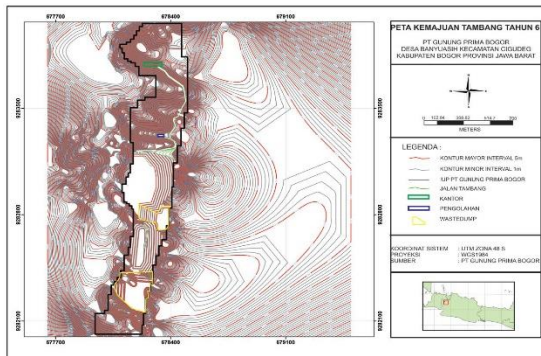 PETA KEMAJUAN TAMBANG TAHUN 6
PT GUNUNG PRIMA BOGOR
DESA BANYUASIH KECAMATAN CIGUDEG
KABUPATEN BOGOR PROVINSI JAWA BARAT
METERS
LEGENDA :
KONTUR MAYOR INTERVAL 5m
KONTUR MINOR INTERVAL 1m
IUP PT GUNUNG PRIMA BOGOR
JALAN TAMBANG
KANTOR
PENGOLAHAN
WASTEDUMP
KOORDINAT SISTEM : UTM ZONA 48 S
PROYEKSI : WGS1984
SUMBER : PT GUNUNG PRIMA BOGOR
677700 678400 679100
677700 678400 679100